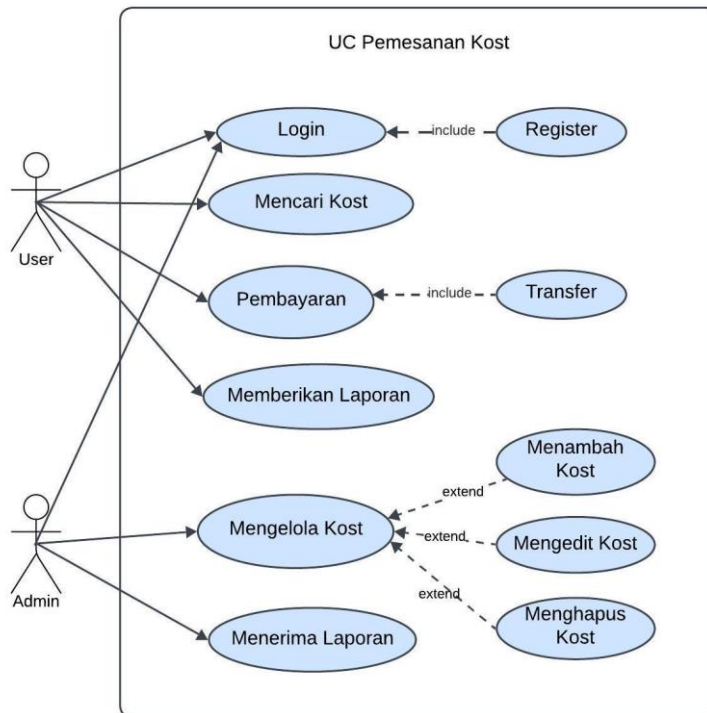 UC Pemesanan Kost
Login
include
Register
Mencari Kost
User
Pembayaran
include
Transfer
Memberikan Laporan
Menambah
Kost
extend
Mengelola Kost
extend
Mengedit Kost
Admin
extend
Menghapus
Kost
Menerima Laporan